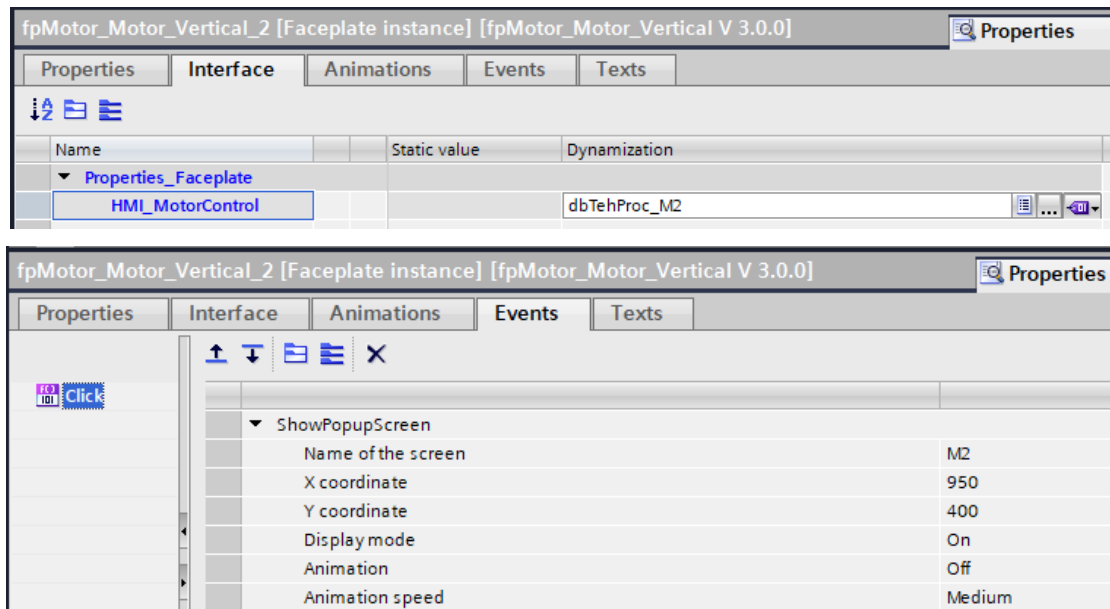 fpMotor_Motor_Vertical_2 [Faceplate instance] [fpMotor_Motor_Vertical V 3.0.0] Properties
Properties Interface Animations Events Texts
Name Static value Dynamization
Properties_Faceplate
HMI_MotorControl dbTehProc_M2
fpMotor_Motor_Vertical_2 [Faceplate instance] [fpMotor_Motor_Vertical V 3.0.0] Properties
Properties Interface Animations Events Texts
Click
ShowPopupScreen
Name of the screen M2
X coordinate 950
Y coordinate 400
Display mode On
Animation Off
Animation speed Medium